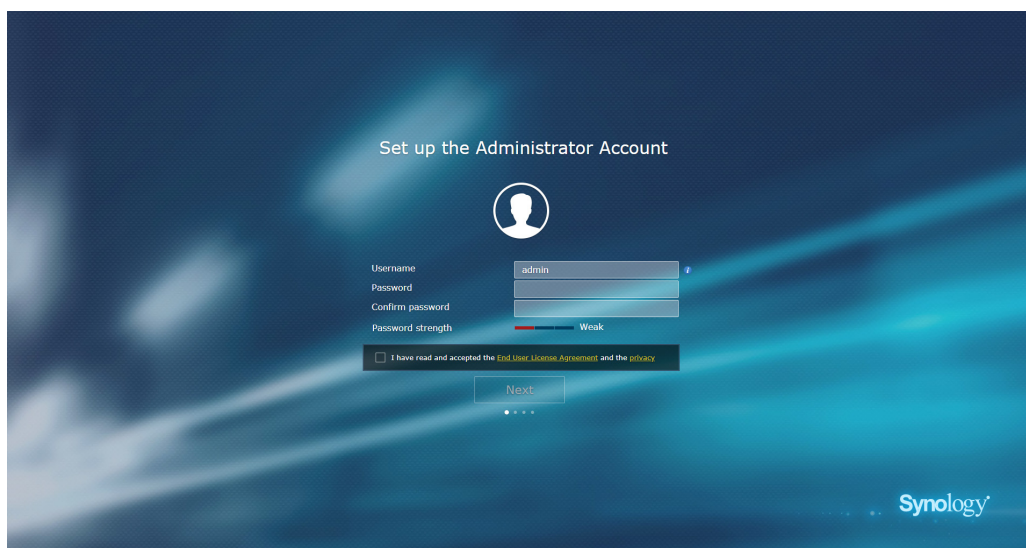 Set up the Administrator Account
Username admin
Password
Confirm password
Password strength Weak
I have read and accepted the End User License Agreement and the privacy
Next
Synology